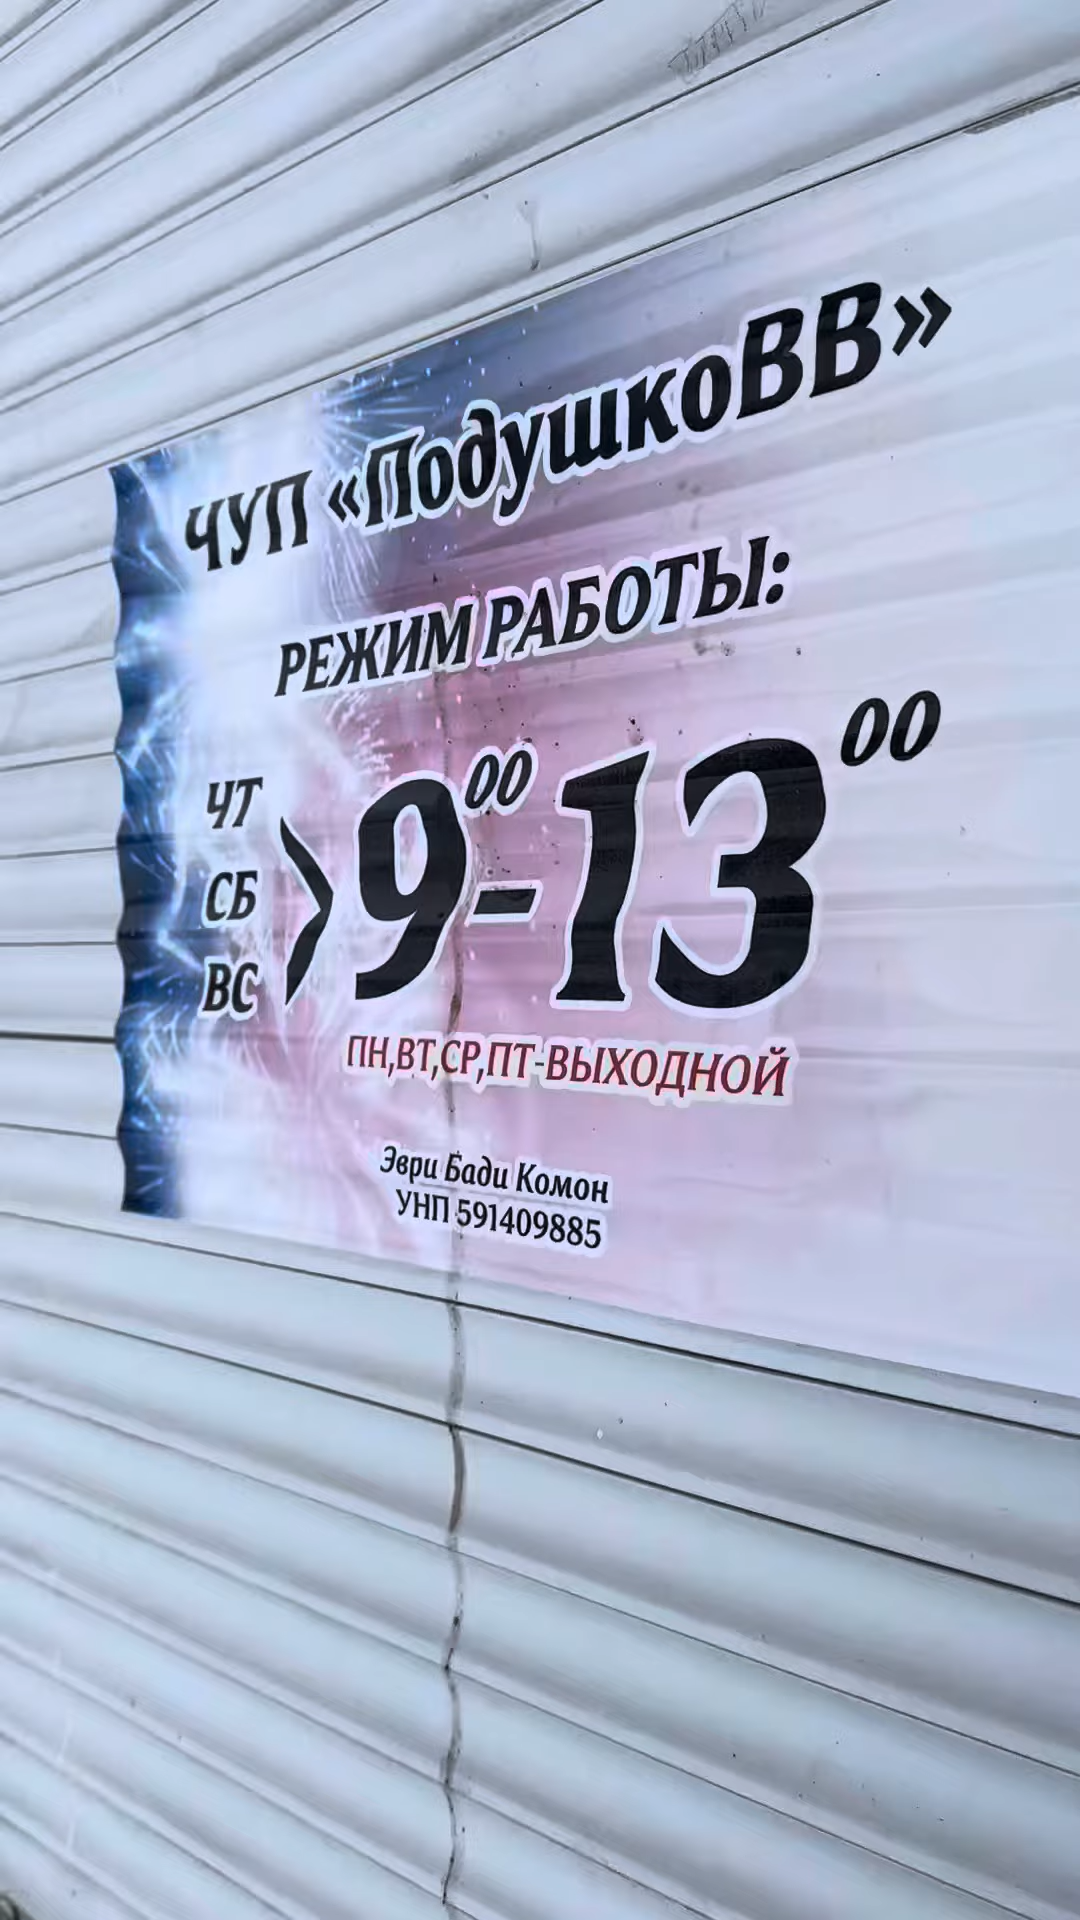 ЧУП «ПодушкоВВ»
РЕЖИМ РАБОТЫ:
ЧТ
СБ
ВС
>9⁰⁰-13⁰⁰
ПН,ВТ,СР,ПТ-ВЫХОДНОЙ
Эври Бади Комон
УНП 591409885